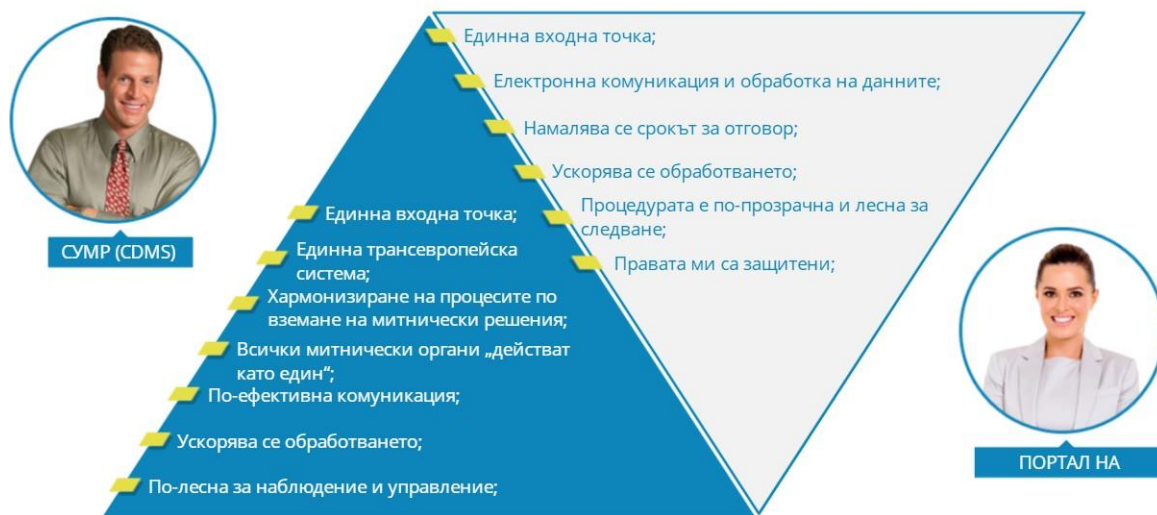 Единна входна точка;
Електронна комуникация и обработка на данните;
Намалява се срокът за отговор;
Ускорява се обработването;
Процедурата е по-прозрачна и лесна за
следване;
Правата ми са защитени;
СУМР (CDMS)
Единна входна точка;
Единна трансевропейска
система;
Хармонизиране на процесите по
вземане на митнически решения;
Всички митнически органи „действат
като един“;
По-ефективна комуникация;
Ускорява се обработването;
По-лесна за наблюдение и управление;
ПОРТАЛ НА